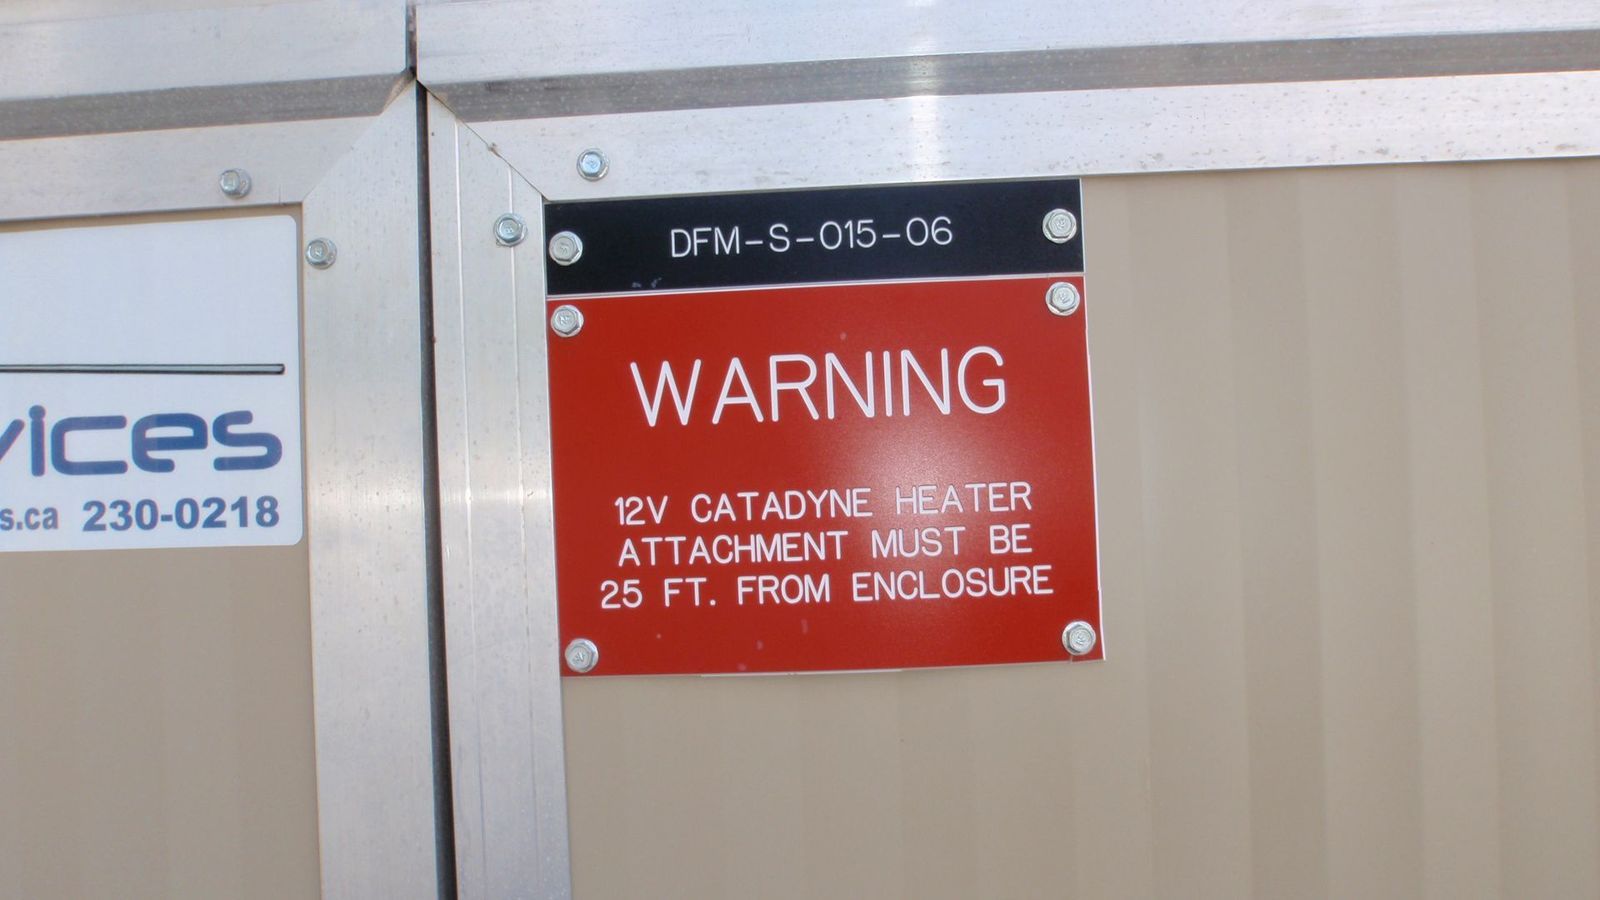 DFM-S-015-06
WARNING
12V CATADYNE HEATER
ATTACHMENT MUST BE
25 FT. FROM ENCLOSURE
vices
s.ca 230-0218